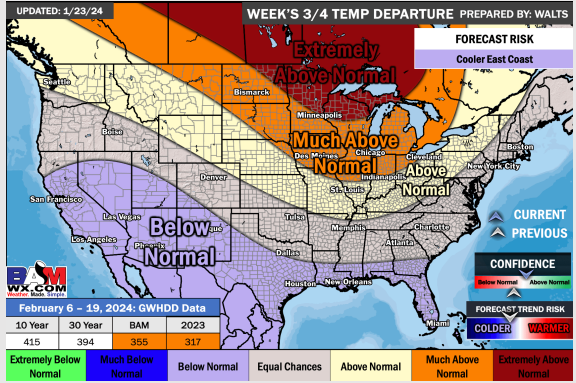 UPDATED: 1/23/24
WEEK'S 3/4 TEMP DEPARTURE PREPARED BY: WALTS
FORECAST RISK
Cooler East Coast
Extremely
Above Normal
Seattle
Bismarck
Minneapolis
Boise
Much Above
Normal
Des Moines
Chicago
Cleveland
Boston
New York City
Indianapolis
Above
Normal
Denver
St. Louis
San Francisco
Las Vegas
Below
Normal
que
Tulsa
Memphis
Charlotte
Atlanta
CURRENT
PREVIOUS
Los Angeles
Phoenix
Dallas
Houston
New Orleans
Miami
BAM
WX.COM
Weather. Made. Simple.
CONFIDENCE
Below Normal
Above Normal
FORECAST TREND RISK
COLDER
WARMER
February 6 – 19, 2024: GWHDD Data
10 Year 30 Year BAM 2023
415 394 355 317
Extremely Below Normal
Much Below Normal
Below Normal
Equal Chances
Above Normal
Much Above Normal
Extremely Above Normal